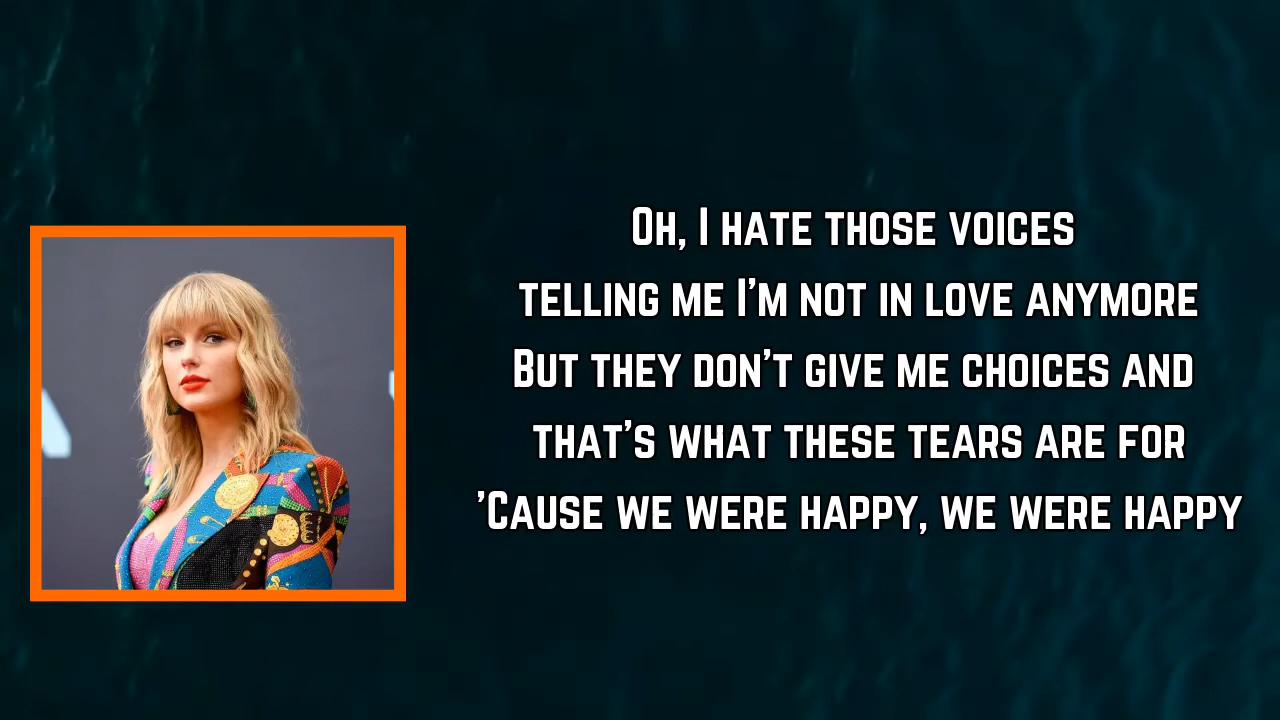 Oh, I hate those voices
telling me I'm not in love anymore
But they don't give me choices and
that's what these tears are for
'Cause we were happy, we were happy